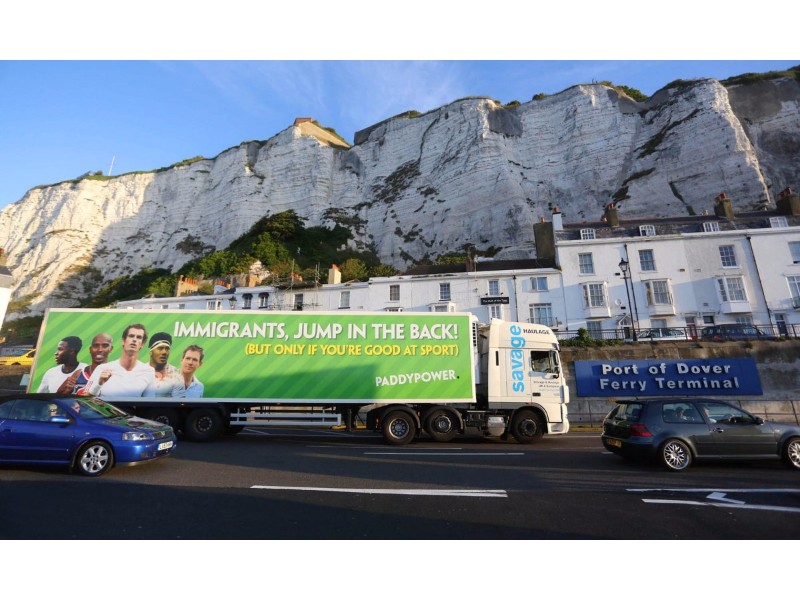 IMMIGRANTS, JUMP IN THE BACK!
(BUT ONLY IF YOU'RE GOOD AT SPORT)
PADDYPOWER.
savage
HAULAGE
Port of Dover
Ferry Terminal